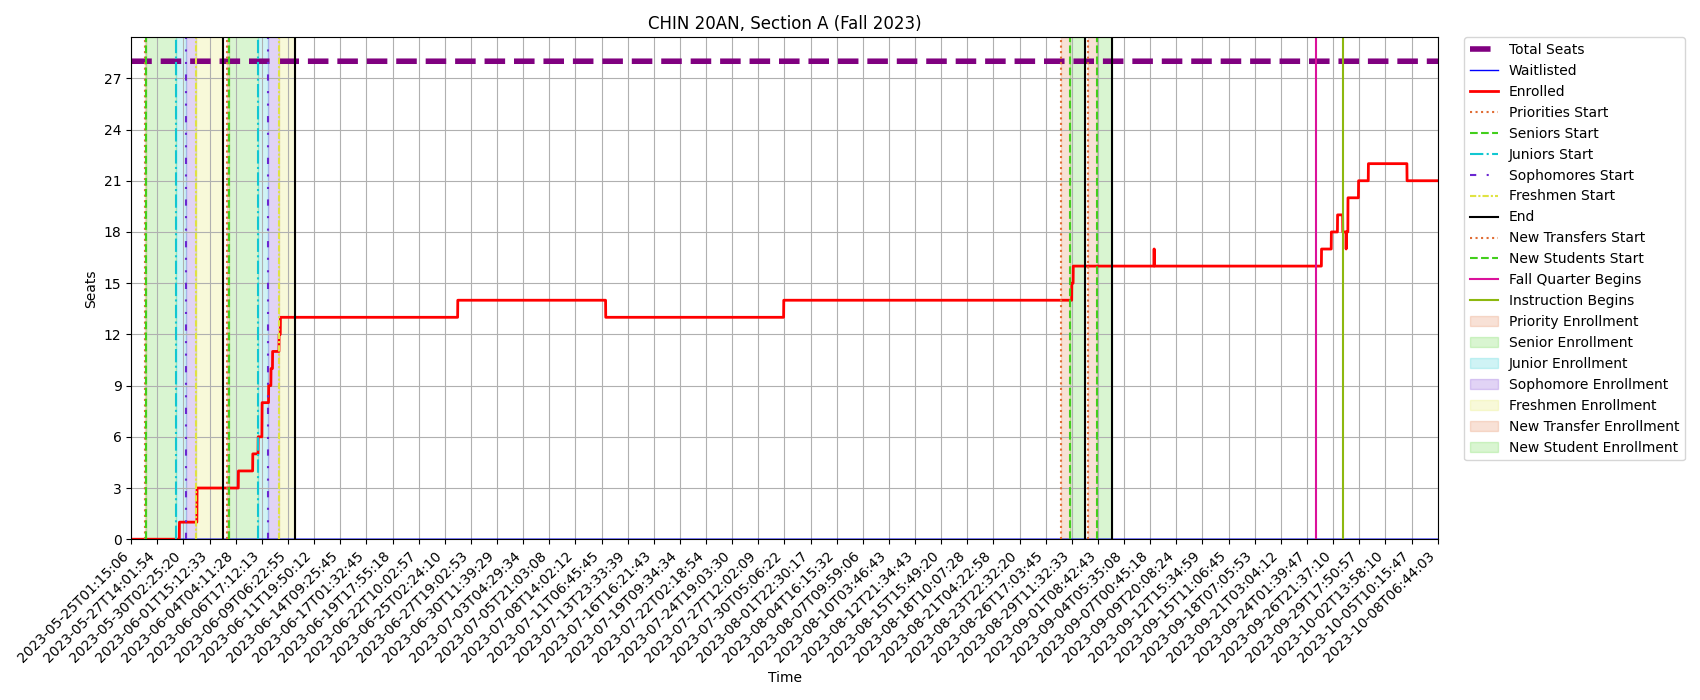 CHIN 20AN, Section A (Fall 2023)
Seats
27
24
21
18
15
12
9
6
3
0
2023-05-25T01:15:06
2023-05-27T14:01:54
2023-05-30T02:25:20
2023-06-01T15:12:33
2023-06-04T04:11:28
2023-06-06T17:12:13
2023-06-09T06:22:55
2023-06-11T19:50:12
2023-06-14T09:25:45
2023-06-17T01:32:45
2023-06-19T17:55:18
2023-06-22T10:02:57
2023-06-25T02:24:10
2023-06-27T19:02:53
2023-06-30T11:39:29
2023-07-03T04:29:34
2023-07-05T21:03:08
2023-07-08T14:02:12
2023-07-11T06:45:45
2023-07-13T23:33:39
2023-07-16T16:21:43
2023-07-19T09:34:34
2023-07-22T02:18:54
2023-07-24T19:03:30
2023-07-27T12:02:09
2023-07-30T05:06:22
2023-08-01T22:30:17
2023-08-04T16:15:32
2023-08-07T09:59:06
2023-08-10T03:46:43
2023-08-12T21:34:43
2023-08-15T15:49:20
2023-08-18T10:07:28
2023-08-21T04:22:58
2023-08-23T22:32:20
2023-08-26T17:03:45
2023-08-29T11:32:33
2023-09-01T08:42:43
2023-09-04T05:35:08
2023-09-07T00:45:18
2023-09-09T20:08:24
2023-09-12T15:34:59
2023-09-15T11:06:45
2023-09-18T07:05:53
2023-09-21T03:04:12
2023-09-24T01:39:47
2023-09-26T21:37:10
2023-09-29T17:50:57
2023-10-02T13:58:10
2023-10-05T10:15:47
2023-10-08T06:44:03
Time
Total Seats
Waitlisted
Enrolled
Priorities Start
Seniors Start
Juniors Start
Sophomores Start
Freshmen Start
End
New Transfers Start
New Students Start
Fall Quarter Begins
Instruction Begins
Priority Enrollment
Senior Enrollment
Junior Enrollment
Sophomore Enrollment
Freshmen Enrollment
New Transfer Enrollment
New Student Enrollment